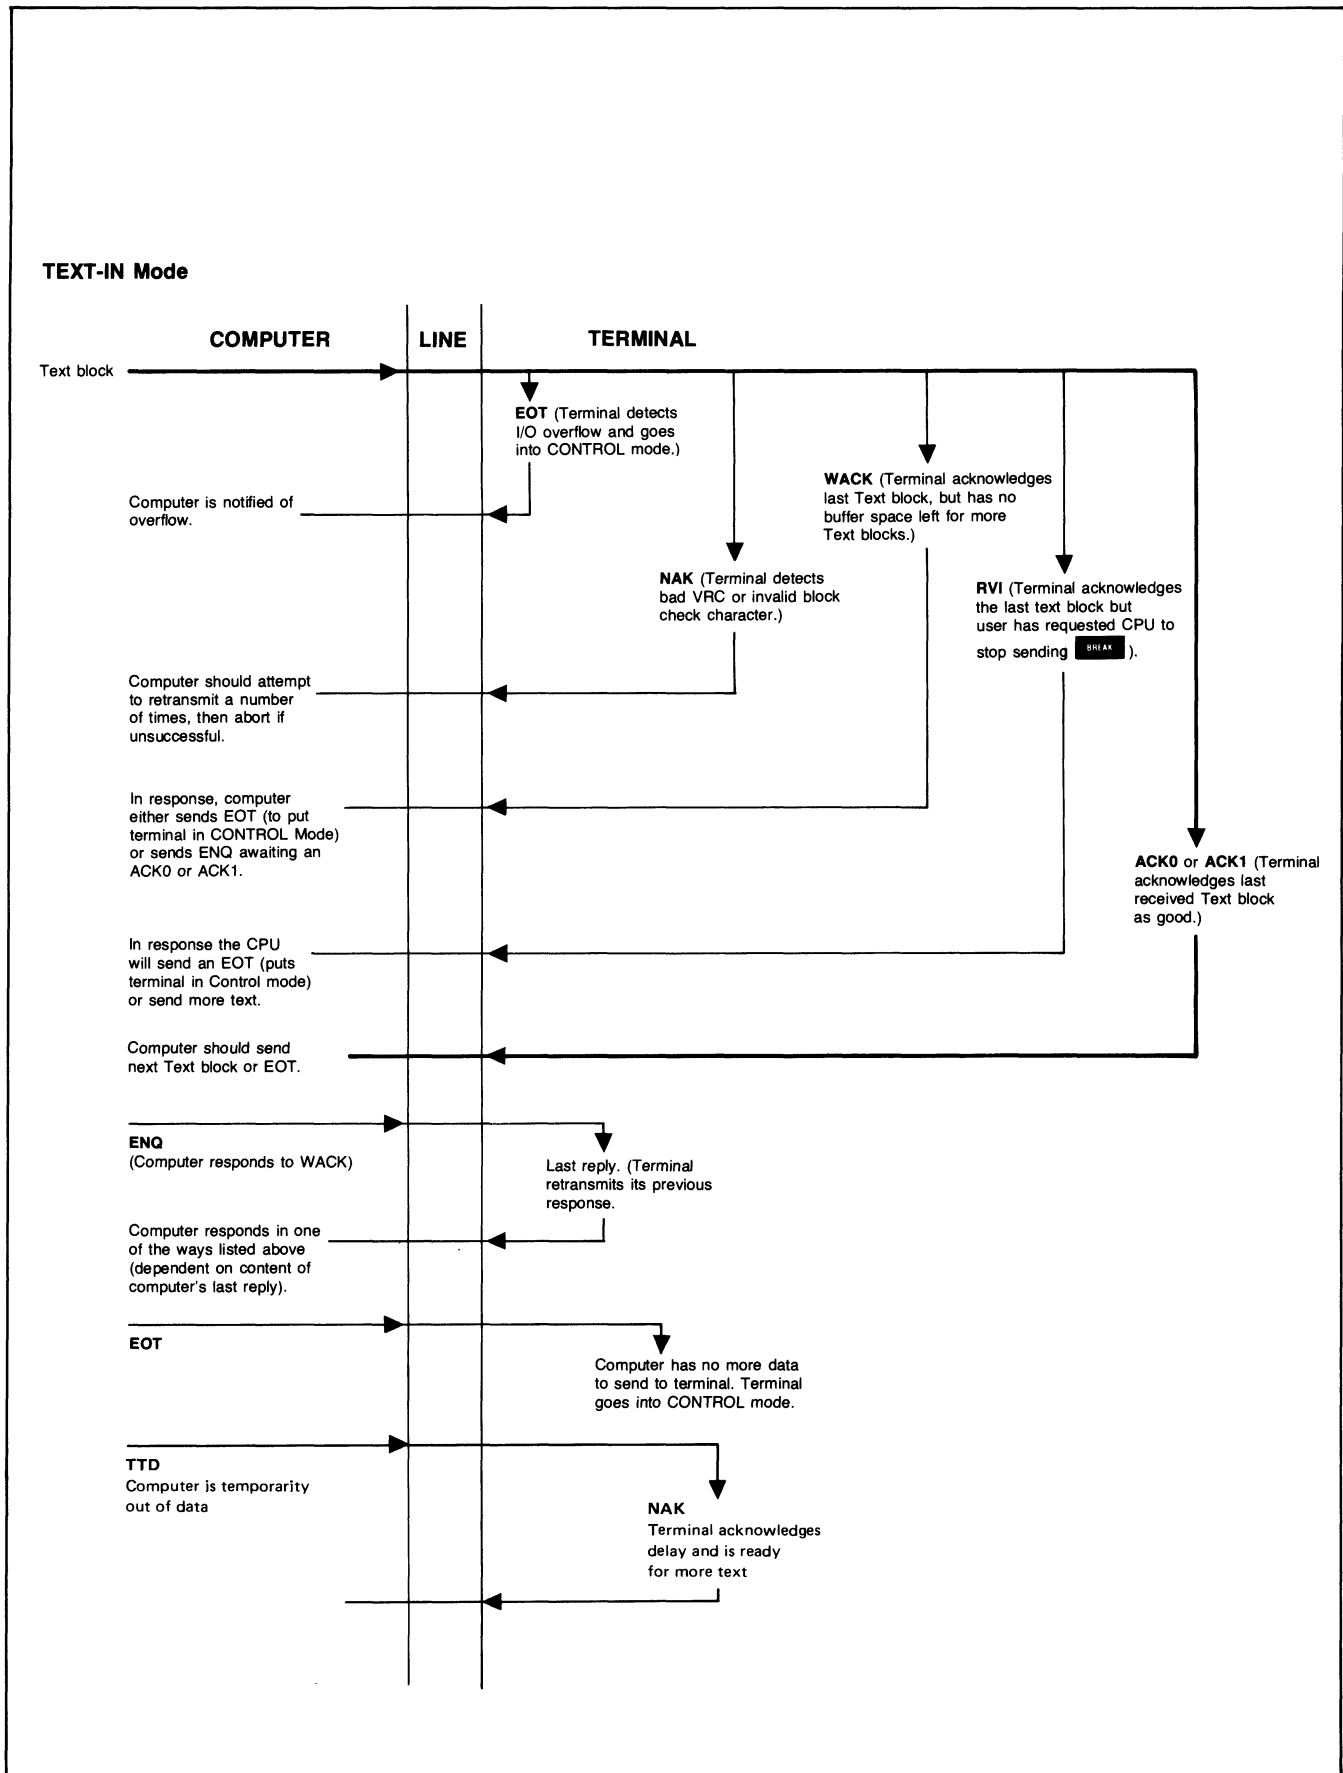 TEXT-IN Mode
COMPUTER
LINE
TERMINAL
Text block
EOT (Terminal detects
I/O overflow and goes
into CONTROL mode.)
WACK (Terminal acknowledges
last Text block, but has no
buffer space left for more
Text blocks.)
Computer is notified of
overflow.
NAK (Terminal detects
bad VRC or invalid block
check character.)
RVI (Terminal acknowledges
the last text block but
user has requested CPU to
stop sending BREAK ).
Computer should attempt
to retransmit a number
of times, then abort if
unsuccessful.
In response, computer
either sends EOT (to put
terminal in CONTROL Mode)
or sends ENQ awaiting an
ACK0 or ACK1.
ACK0 or ACK1 (Terminal
acknowledges last
received Text block
as good.)
In response the CPU
will send an EOT (puts
terminal in Control mode)
or send more text.
Computer should send
next Text block or EOT.
ENQ
(Computer responds to WACK)
Last reply. (Terminal
retransmits its previous
response.
Computer responds in one
of the ways listed above
(dependent on content of
computer's last reply).
EOT
Computer has no more data
to send to terminal. Terminal
goes into CONTROL mode.
TTD
Computer is temporarity
out of data
NAK
Terminal acknowledges
delay and is ready
for more text